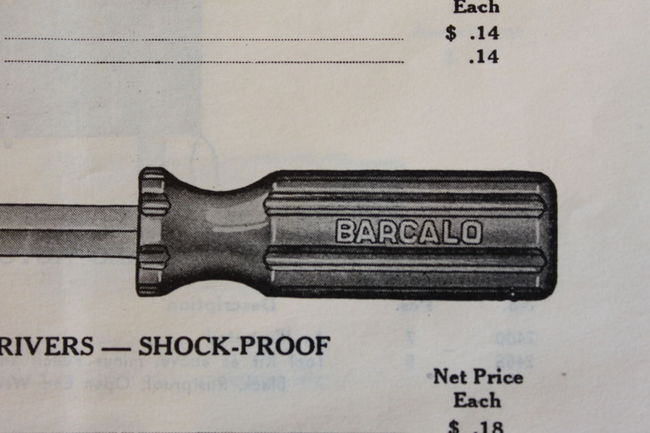 Each
$ .14
.14
BARCALO
RIVERS — SHOCK-PROOF
Net Price
Each
$ .18